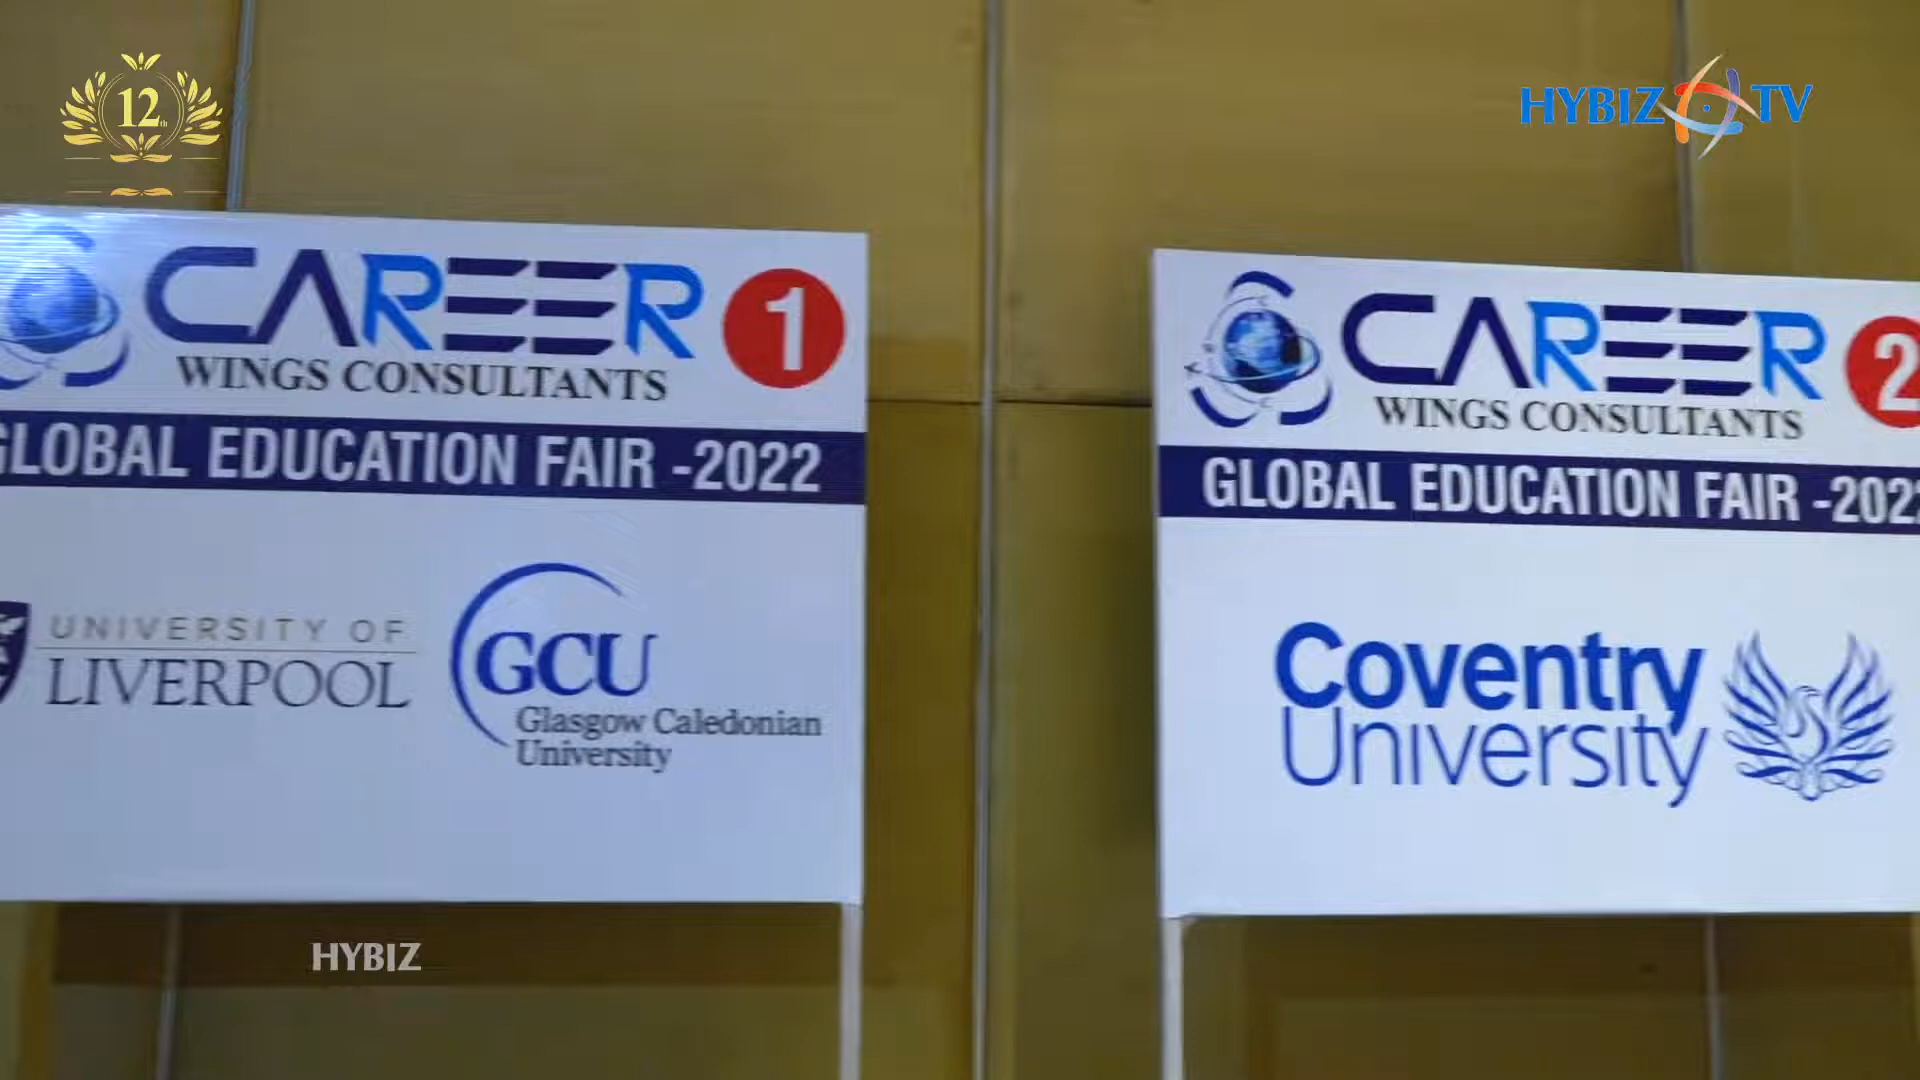 12th
HYBIZ TV
CAREER 1
WINGS CONSULTANTS
GLOBAL EDUCATION FAIR -2022
UNIVERSITY OF
LIVERPOOL
GCU
Glasgow Caledonian
University
CAREER 2
WINGS CONSULTANTS
GLOBAL EDUCATION FAIR -2022
Coventry
University
HYBIZ